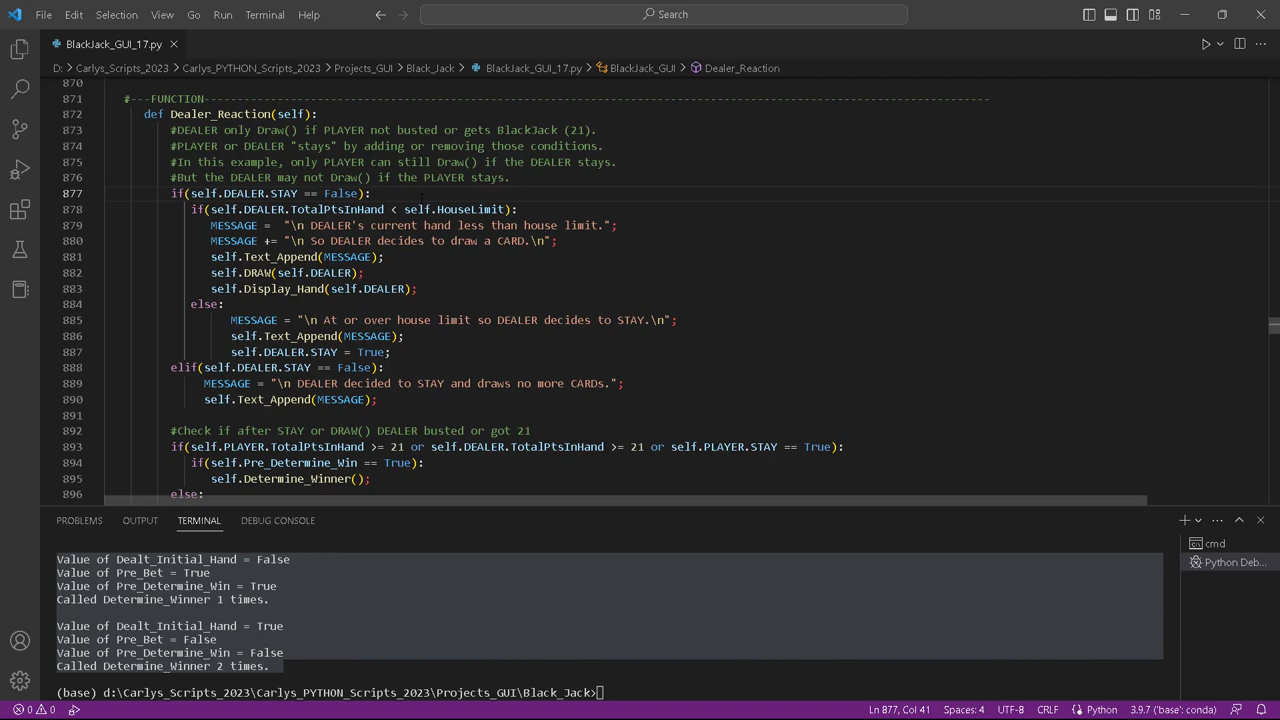 File Edit Selection View Go Run Terminal Help Search
BlackJack_GUI_17.py
D: > Carlys_Scripts_2023 > Carlys_PYTHON_Scripts_2023 > Projects_GUI > Black_Jack > BlackJack_GUI_17.py > BlackJack_GUI > Dealer_Reaction
870
871 #---FUNCTION-----------------------------------------------------------------------------------------------------------------------
872 def Dealer_Reaction(self):
873 #DEALER only Draw() if PLAYER not busted or gets BlackJack (21).
874 #PLAYER or DEALER "stays" by adding or removing those conditions.
875 #In this example, only PLAYER can still Draw() if the DEALER stays.
876 #But the DEALER may not Draw() if the PLAYER stays.
877 if(self.DEALER.STAY == False):
878 if(self.DEALER.TotalPtsInHand < self.HouseLimit):
879 MESSAGE =  "\n DEALER's current hand less than house limit.";
880 MESSAGE += "\n So DEALER decides to draw a CARD.\n";
881 self.Text_Append(MESSAGE);
882 self.DRAW(self.DEALER);
883 self.Display_Hand(self.DEALER);
884 else:
885 MESSAGE = "\n At or over house limit so DEALER decides to STAY.\n";
886 self.Text_Append(MESSAGE);
887 self.DEALER.STAY = True;
888 elif(self.DEALER.STAY == False):
889 MESSAGE = "\n DEALER decided to STAY and draws no more CARDs.";
890 self.Text_Append(MESSAGE);
891
892 #Check if after STAY or DRAW() DEALER busted or got 21
893 if(self.PLAYER.TotalPtsInHand >= 21 or self.DEALER.TotalPtsInHand >= 21 or self.PLAYER.STAY == True):
894 if(self.Pre_Determine_Win == True):
895 self.Determine_Winner();
896 else:
PROBLEMS OUTPUT TERMINAL DEBUG CONSOLE
cmd
Python Deb...
Value of Dealt_Initial_Hand = False
Value of Pre_Bet = True
Value of Pre_Determine_Win = True
Called Determine_Winner 1 times.
Value of Dealt_Initial_Hand = True
Value of Pre_Bet = False
Value of Pre_Determine_Win = False
Called Determine_Winner 2 times.
(base) d:\Carlys_Scripts_2023\Carlys_PYTHON_Scripts_2023\Projects_GUI\Black_Jack>
0 0 Ln 877, Col 41 Spaces: 4 UTF-8 CRLF Python 3.9.7 ('base': conda)